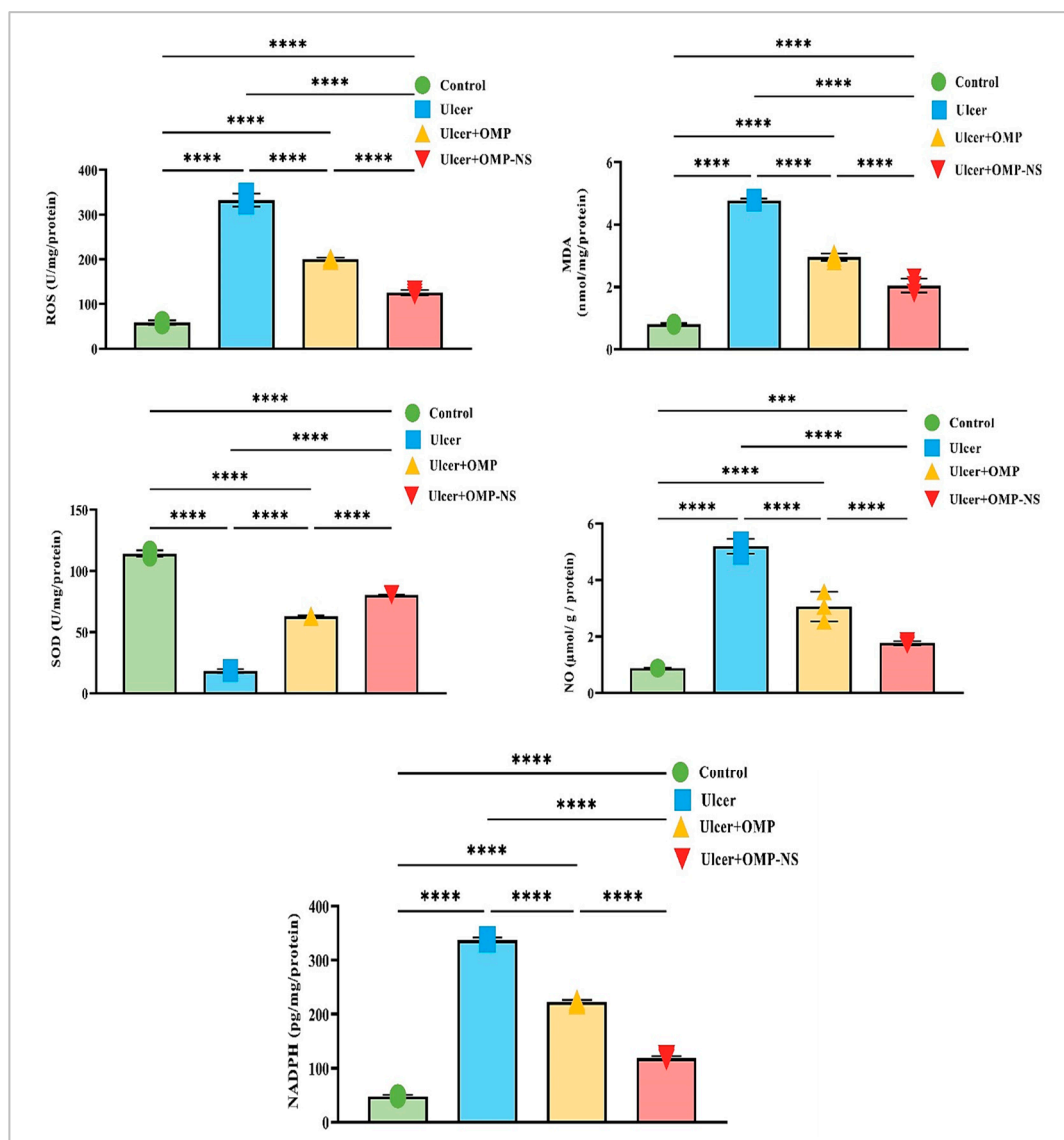 ****
****
****
**** **** ****
Control
Ulcer
Ulcer+OMP
Ulcer+OMP-NS
ROS (U/mg/protein)
400
300
200
100
0
****
****
****
**** **** ****
Control
Ulcer
Ulcer+OMP
Ulcer+OMP-NS
MDA
(nmol/mg/protein)
6
4
2
0
****
****
****
**** **** ****
Control
Ulcer
Ulcer+OMP
Ulcer+OMP-NS
SOD (U/mg/protein)
150
100
50
0
***
****
****
**** **** ****
Control
Ulcer
Ulcer+OMP
Ulcer+OMP-NS
NO (µmol/ g / protein)
6
4
2
0
****
****
****
**** **** ****
Control
Ulcer
Ulcer+OMP
Ulcer+OMP-NS
NADPH (pg/mg/protein)
400
300
200
100
0